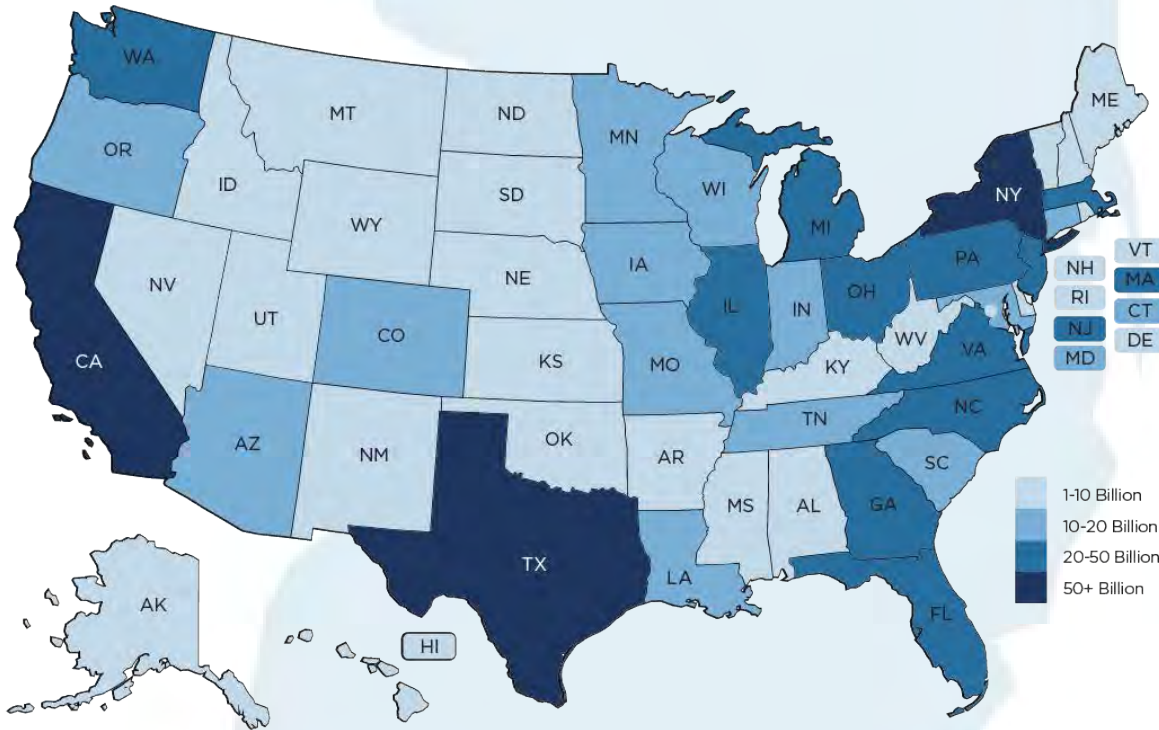 WA
MT
ND
MN
ME
OR
ID
SD
WI
NY
WY
MI
IA
PA
VT
NH
MA
NE
NV
UT
CO
IL
IN
OH
RI
CT
NJ
DE
MD
CA
KS
MO
WV
VA
KY
NC
TN
AZ
NM
OK
AR
SC
MS
AL
GA
1-10 Billion
10-20 Billion
20-50 Billion
50+ Billion
TX
LA
FL
AK
HI